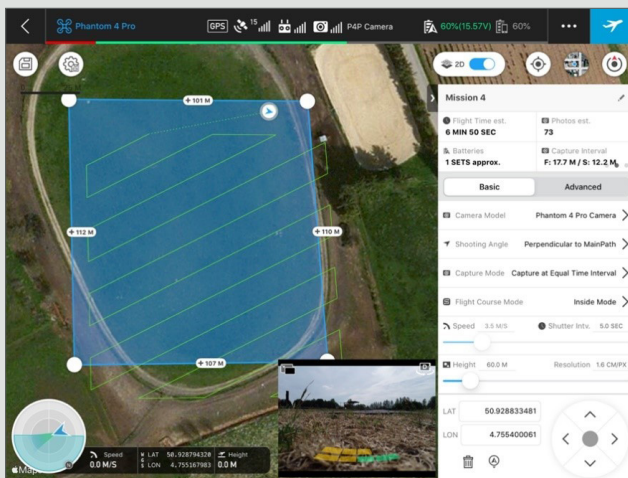 Phantom 4 Pro
GPS
15
P4P Camera
60%(15.57V)
60%
2D
Mission 4
Flight Time est.
6 MIN 50 SEC
Photos est.
73
Batteries
1 SETS approx.
Capture Interval
F: 17.7 M / S: 12.2 M
Basic
Advanced
Camera Model
Phantom 4 Pro Camera
Shooting Angle
Perpendicular to MainPath
Capture Mode
Capture at Equal Time Interval
Flight Course Mode
Inside Mode
Speed
3.5 M/S
Shutter Intv.
5.0 SEC
Height
60.0 M
Resolution
1.6 CM/PX
LAT
50.928833481
LON
4.755400061
101 M
112 M
110 M
107 M
Speed
0.0 M/S
LAT 50.928794320
LON 4.755167983
Height
0.0 M